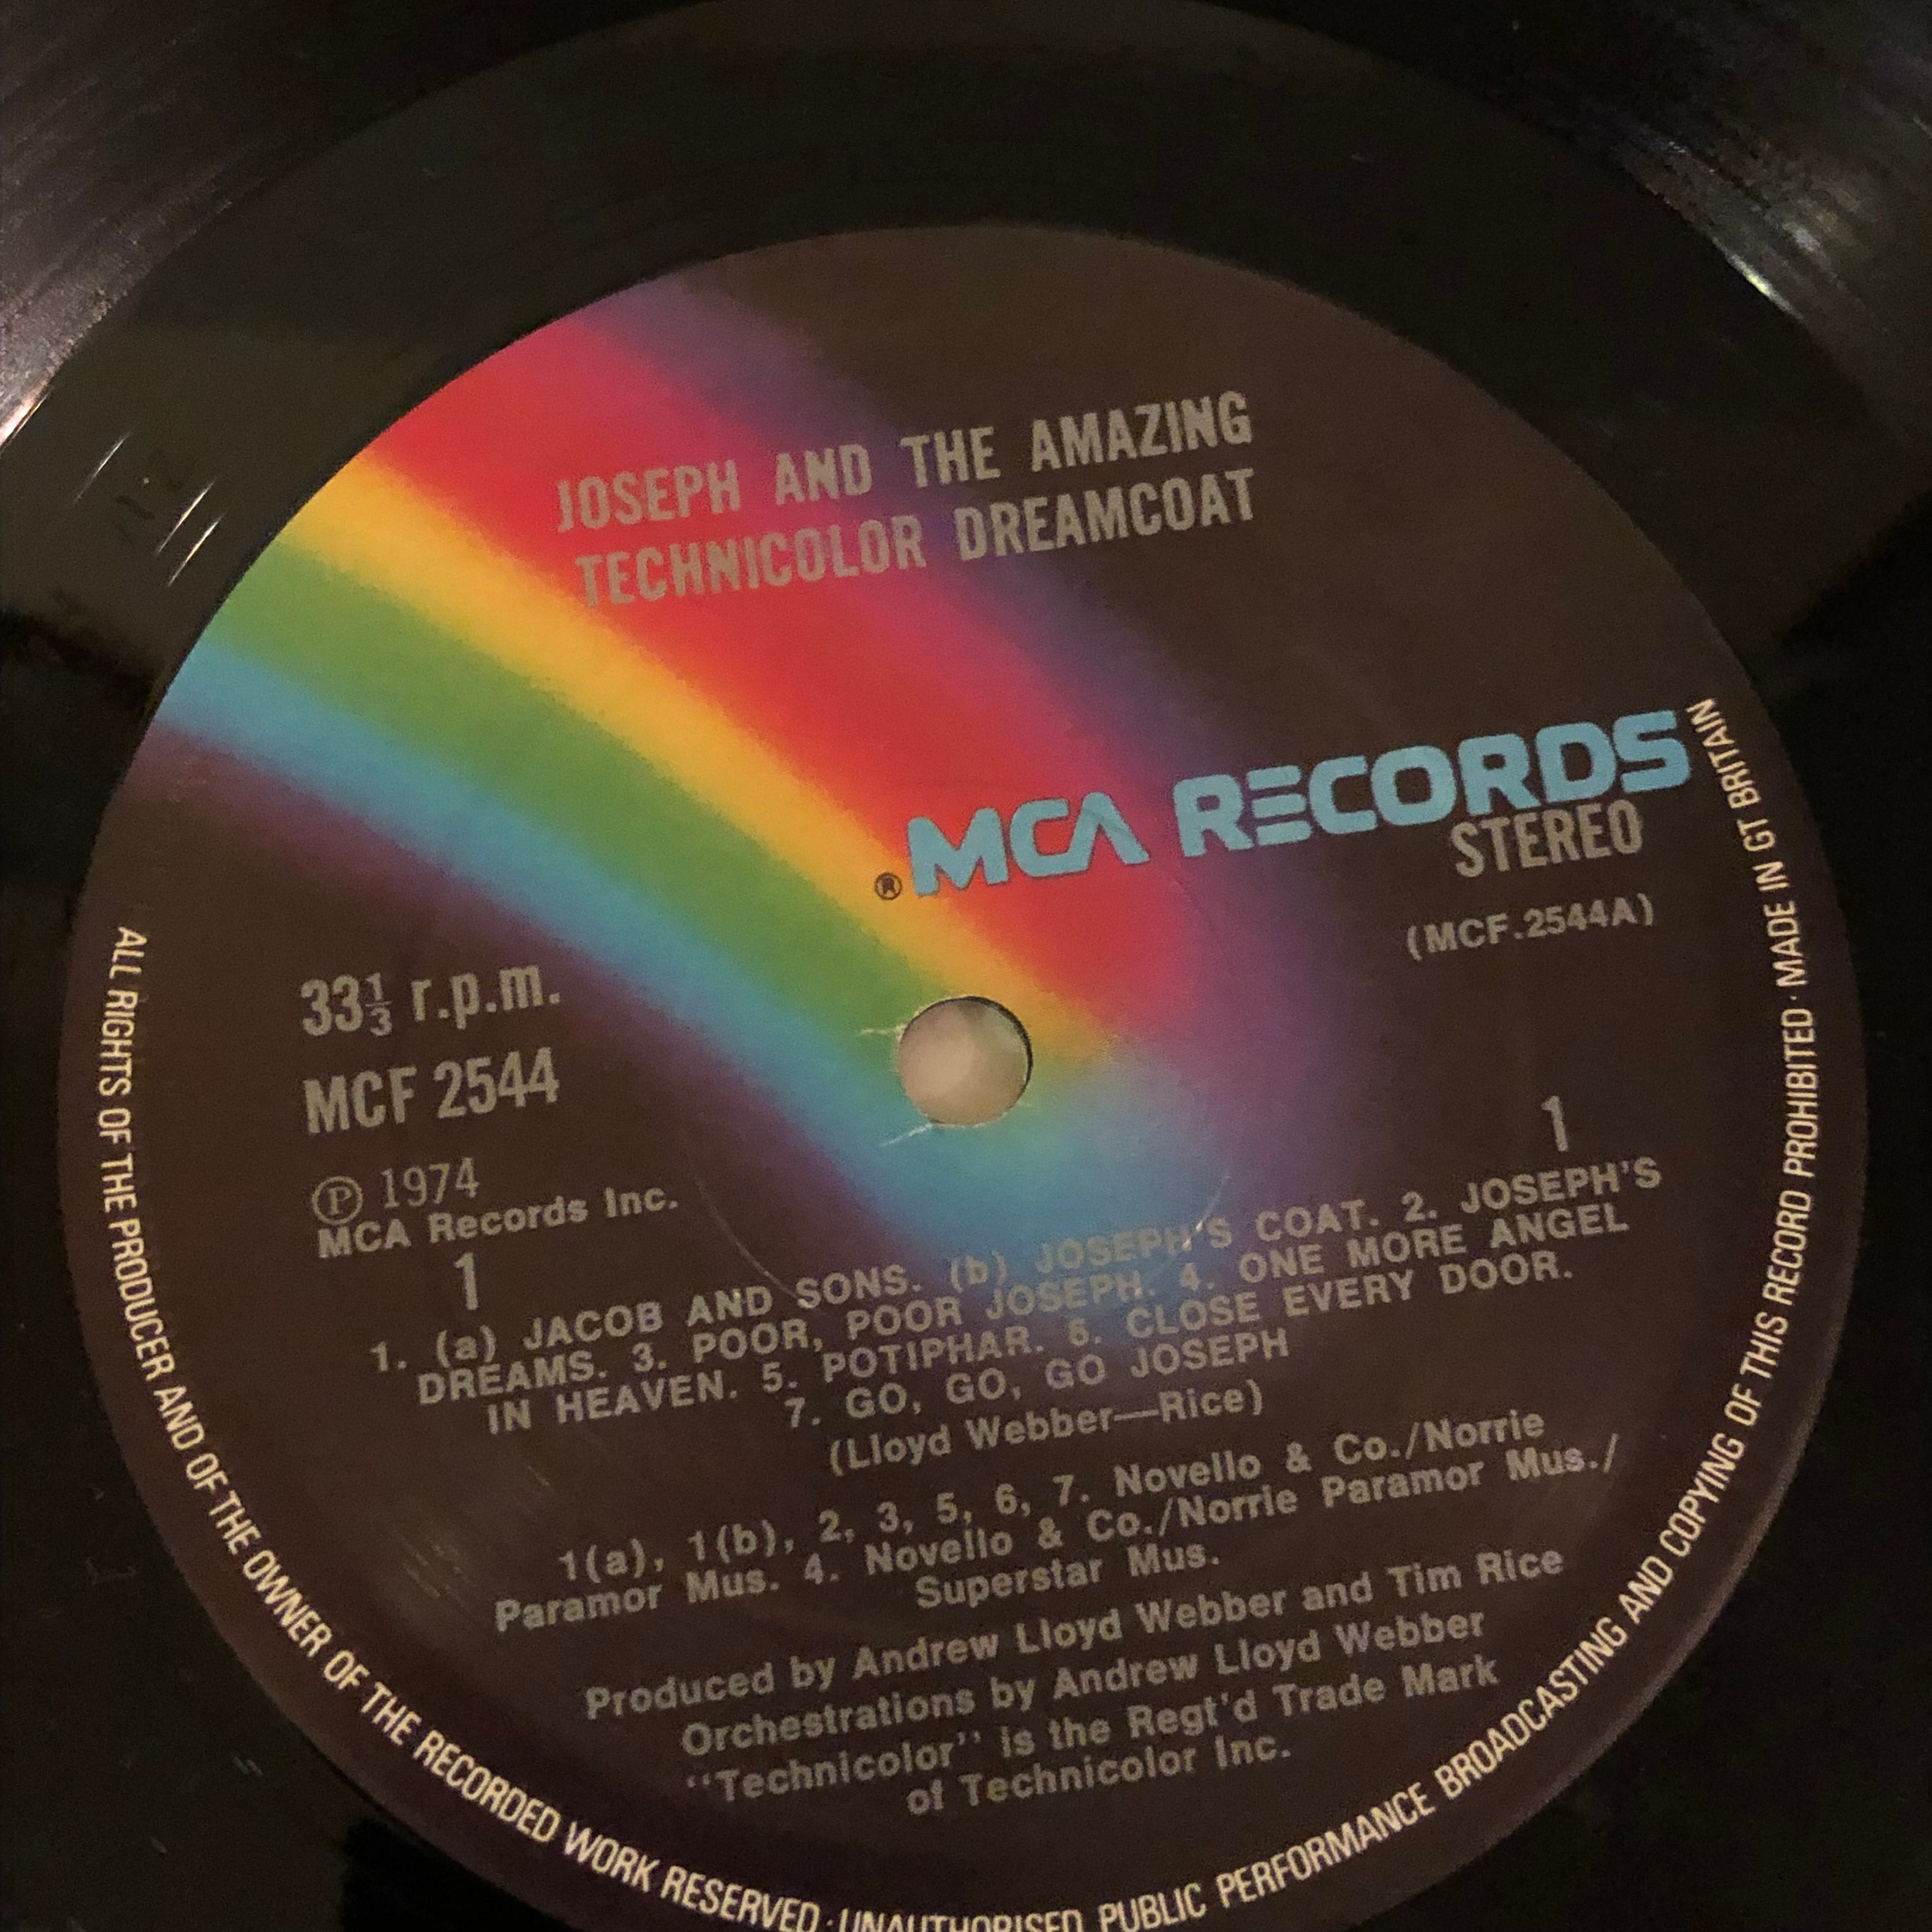 JOSEPH AND THE AMAZING
TECHNICOLOR DREAMCOAT
® MCA RECORDS
STEREO
(MCF.2544A)
33⅓ r.p.m.
MCF 2544
Ⓟ 1974
MCA Records Inc.
1
1
1. (a) JACOB AND SONS. (b) JOSEPH'S COAT. 2. JOSEPH'S
DREAMS. 3. POOR, POOR JOSEPH. 4. ONE MORE ANGEL
IN HEAVEN. 5. POTIPHAR. 6. CLOSE EVERY DOOR.
7. GO, GO, GO JOSEPH
(Lloyd Webber—Rice)
1(a), 1(b), 2, 3, 5, 6, 7. Novello & Co./Norrie
Paramor Mus. 4. Novello & Co./Norrie Paramor Mus./
Superstar Mus.
Produced by Andrew Lloyd Webber and Tim Rice
Orchestrations by Andrew Lloyd Webber
"Technicolor" is the Regt'd Trade Mark
of Technicolor Inc.
ALL RIGHTS OF THE PRODUCER AND OF THE OWNER OF THE RECORDED WORK RESERVED · UNAUTHORISED PUBLIC PERFORMANCE BROADCASTING AND COPYING OF THIS RECORD PROHIBITED · MADE IN GT BRITAIN